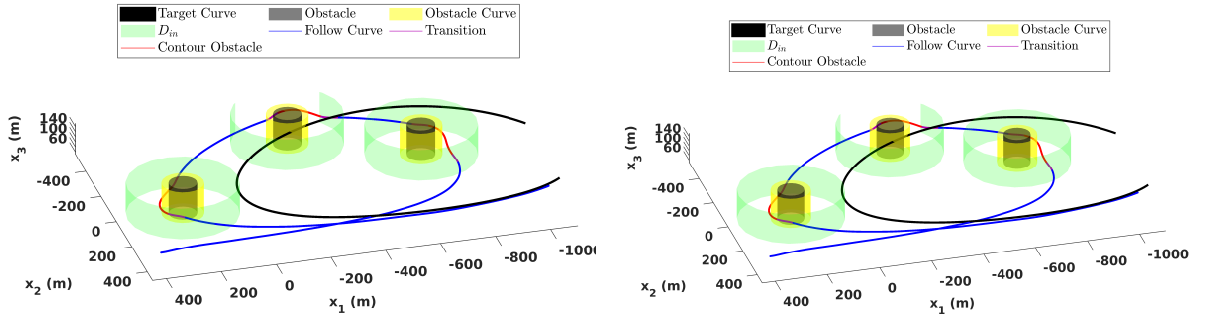 Target Curve Obstacle Obstacle Curve
D_in Follow Curve Transition
Contour Obstacle
x_3 (m)
140
100
60
-400
-200
0
200
400
x_2 (m)
400 200 0 -200 -400 -600 -800 -1000
x_1 (m)
Target Curve Obstacle Obstacle Curve
D_in Follow Curve Transition
Contour Obstacle
x_3 (m)
140
100
60
-400
-200
0
200
400
x_2 (m)
400 200 0 -200 -400 -600 -800 -1000
x_1 (m)